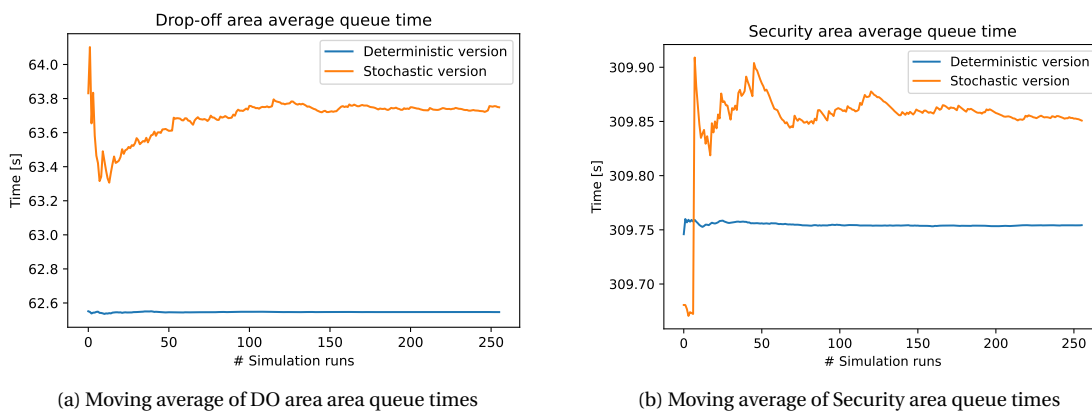 Drop-off area average queue time
Deterministic version
Stochastic version
64.0
63.8
63.6
63.4
63.2
63.0
62.8
62.6
Time [s]
0 50 100 150 200 250
# Simulation runs
(a) Moving average of DO area area queue times
Security area average queue time
Deterministic version
Stochastic version
309.90
309.85
309.80
309.75
309.70
Time [s]
0 50 100 150 200 250
# Simulation runs
(b) Moving average of Security area queue times